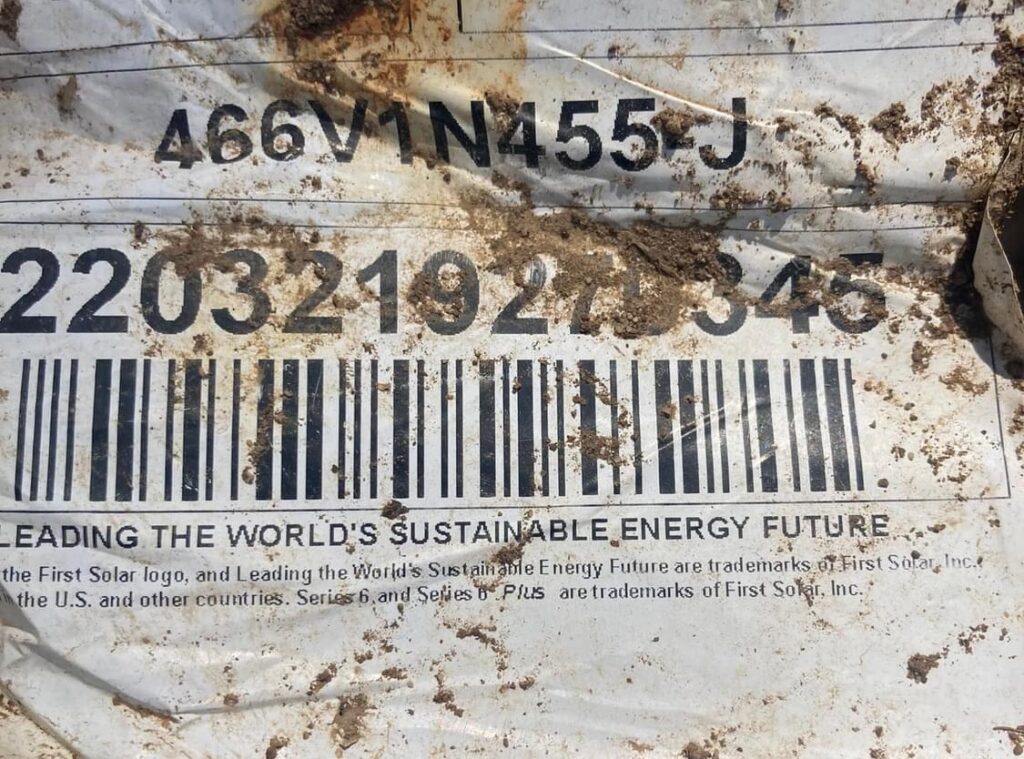 466V1N455-J
LEADING THE WORLD'S SUSTAINABLE ENERGY FUTURE
the First Solar logo, and Leading the World's Sustainable Energy Future are trademarks of First Solar, Inc.
the U.S. and other countries. Series 6, and Series 6 Plus are trademarks of First Solar, Inc.